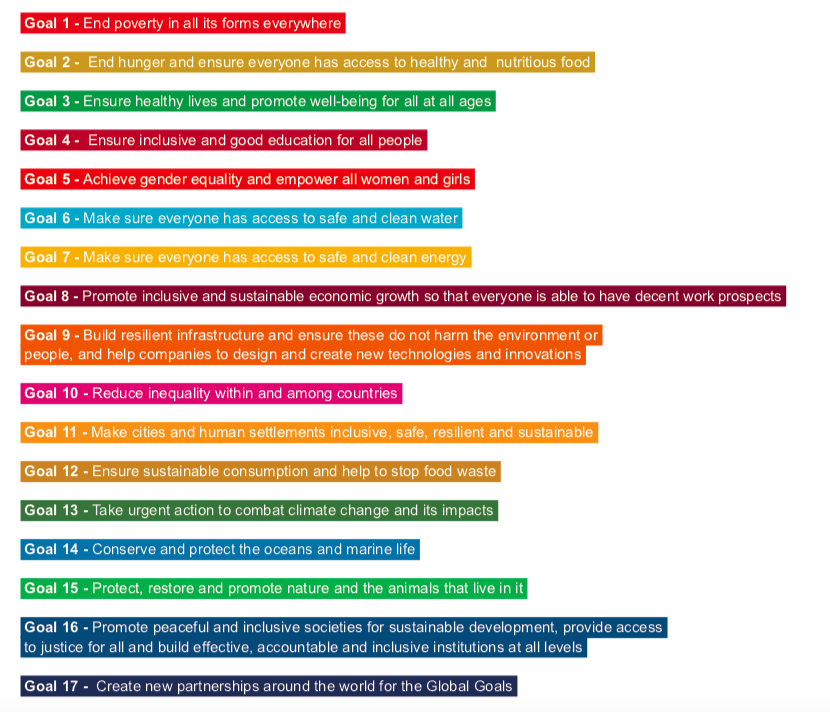 Goal 1 - End poverty in all its forms everywhere
Goal 2 -  End hunger and ensure everyone has access to healthy and  nutritious food
Goal 3 - Ensure healthy lives and promote well-being for all at all ages
Goal 4 -  Ensure inclusive and good education for all people
Goal 5 - Achieve gender equality and empower all women and girls
Goal 6 - Make sure everyone has access to safe and clean water
Goal 7 - Make sure everyone has access to safe and clean energy
Goal 8 - Promote inclusive and sustainable economic growth so that everyone is able to have decent work prospects
Goal 9 - Build resilient infrastructure and ensure these do not harm the environment or
people, and help companies to design and create new technologies and innovations
Goal 10 - Reduce inequality within and among countries
Goal 11 - Make cities and human settlements inclusive, safe, resilient and sustainable
Goal 12 - Ensure sustainable consumption and help to stop food waste
Goal 13 - Take urgent action to combat climate change and its impacts
Goal 14 - Conserve and protect the oceans and marine life
Goal 15 - Protect, restore and promote nature and the animals that live in it
Goal 16 - Promote peaceful and inclusive societies for sustainable development, provide access
to justice for all and build effective, accountable and inclusive institutions at all levels
Goal 17 -  Create new partnerships around the world for the Global Goals